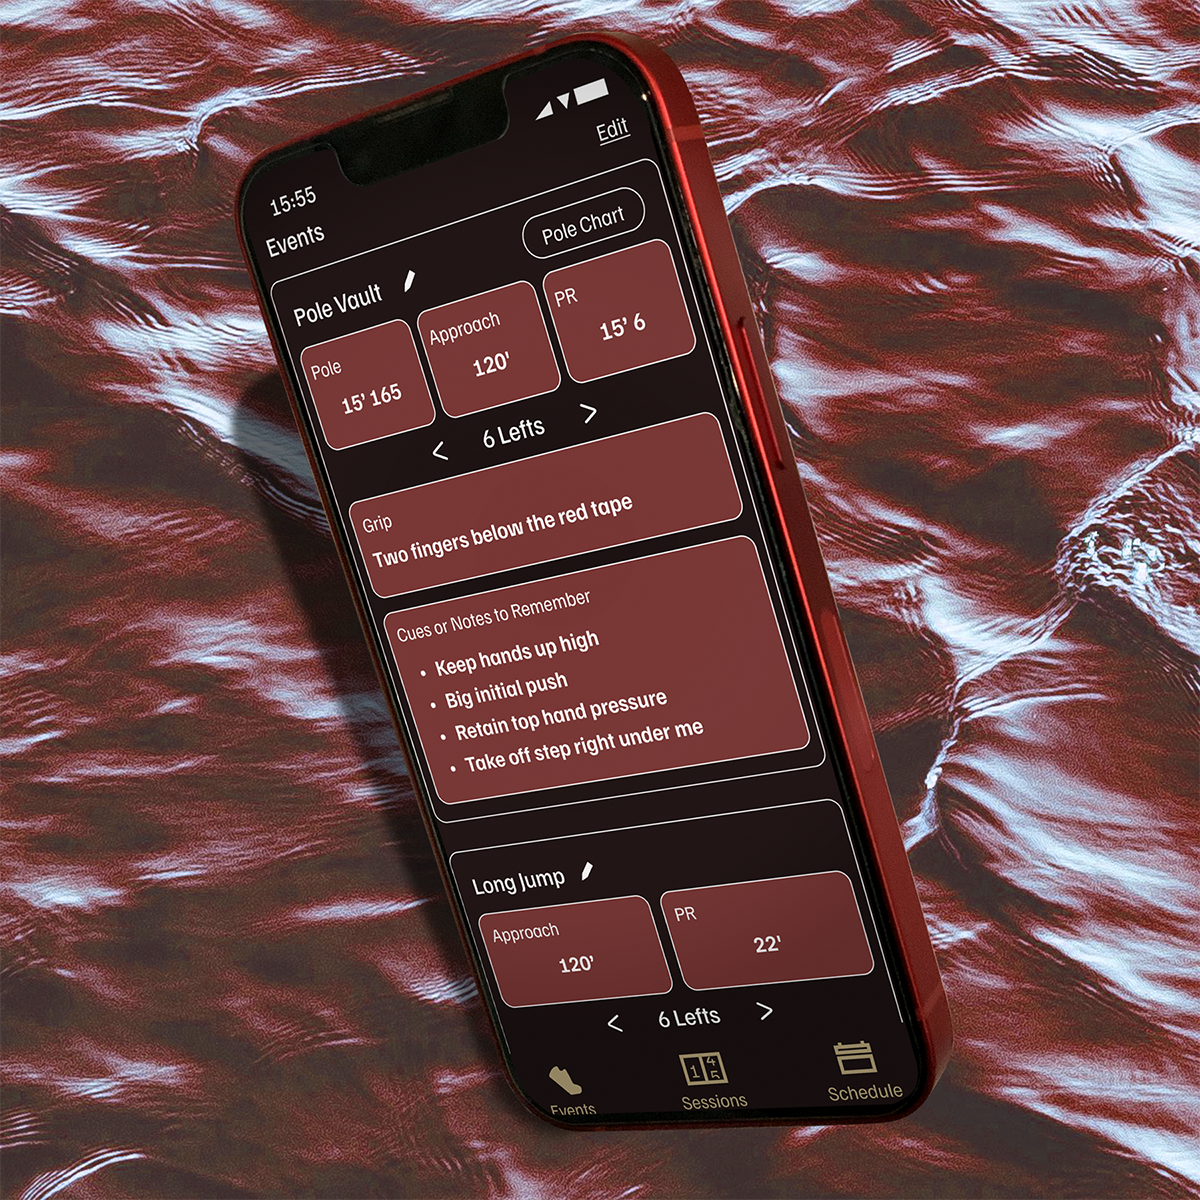 15:55
Edit
Events
Pole Chart
Pole Vault
Pole
15’ 165
Approach
120'
PR
15’ 6
< 6 Lefts >
Grip
Two fingers below the red tape
Cues or Notes to Remember
• Keep hands up high
• Big initial push
• Retain top hand pressure
• Take off step right under me
Long Jump
Approach
120’
PR
22'
< 6 Lefts >
Events
Sessions
Schedule